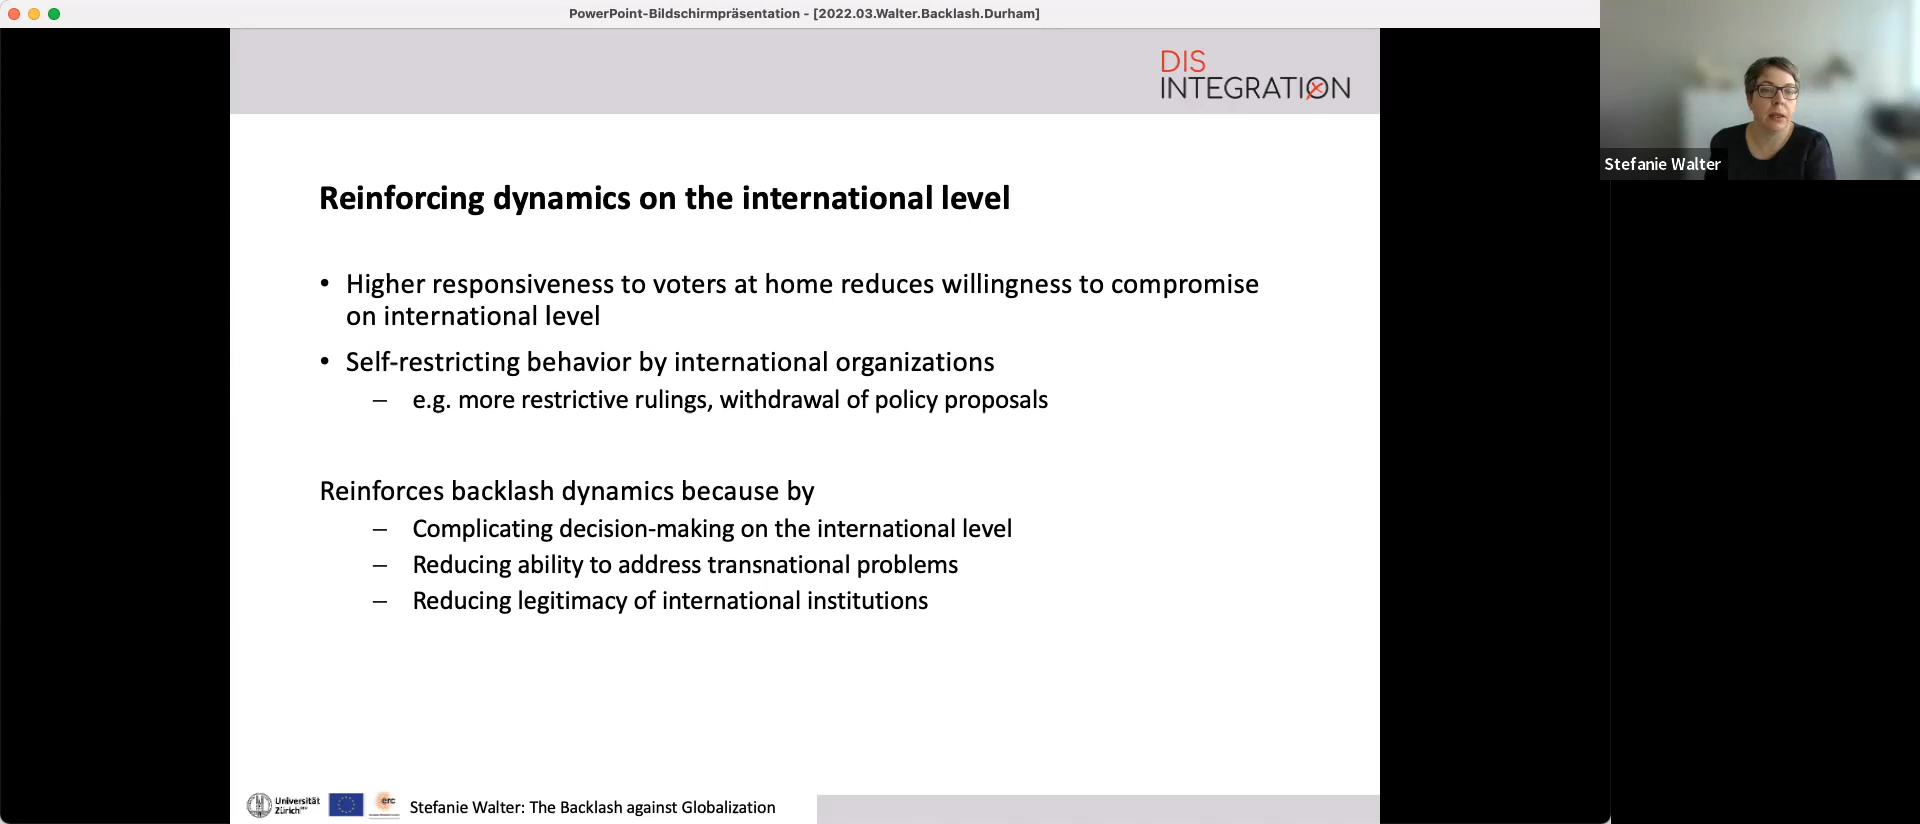 PowerPoint-Bildschirmpräsentation - [2022.03.Walter.Backlash.Durham]
DIS
INTEGRATION
Stefanie Walter
Reinforcing dynamics on the international level
• Higher responsiveness to voters at home reduces willingness to compromise
on international level
• Self-restricting behavior by international organizations
– e.g. more restrictive rulings, withdrawal of policy proposals
Reinforces backlash dynamics because by
– Complicating decision-making on the international level
– Reducing ability to address transnational problems
– Reducing legitimacy of international institutions
Universität
Zürich
erc
Stefanie Walter: The Backlash against Globalization